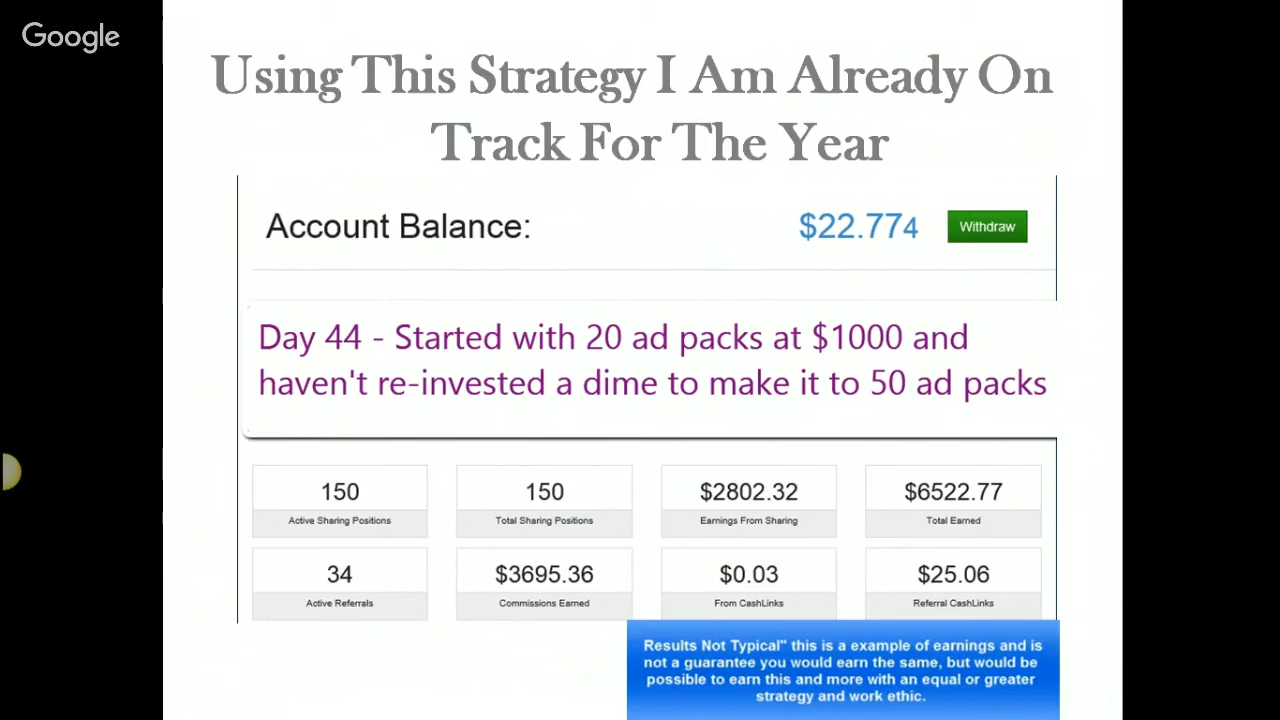 Google
Using This Strategy I Am Already On
Track For The Year
Account Balance:
$22.774
Withdraw
Day 44 - Started with 20 ad packs at $1000 and
haven't re-invested a dime to make it to 50 ad packs
150
150
$2802.32
$6522.77
Active Sharing Positions
Total Sharing Positions
Earnings From Sharing
Total Earned
34
$3695.36
$0.03
$25.06
Active Referrals
Commissions Earned
From CashLinks
Referral CashLinks
Results Not Typical" this is a example of earnings and is
not a guarantee you would earn the same, but would be
possible to earn this and more with an equal or greater
strategy and work ethic.